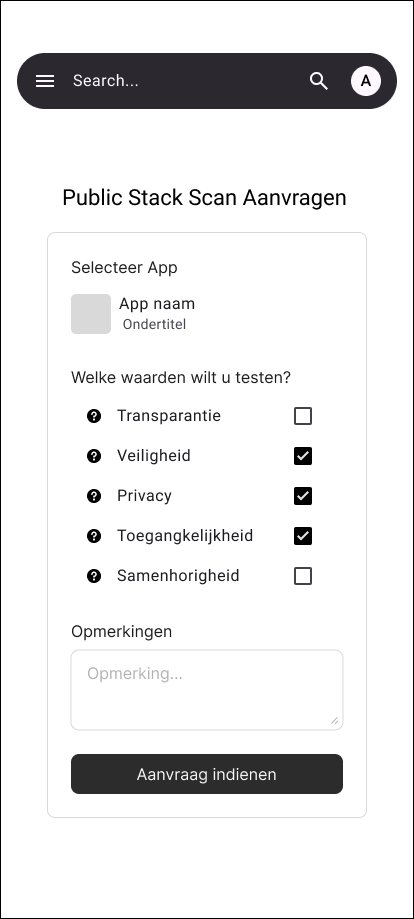 Search...
A
Public Stack Scan Aanvragen
Selecteer App
App naam
Ondertitel
Welke waarden wilt u testen?
Transparantie
Veiligheid
Privacy
Toegangkelijkheid
Samenhorigheid
Opmerkingen
Opmerking...
Aanvraag indienen